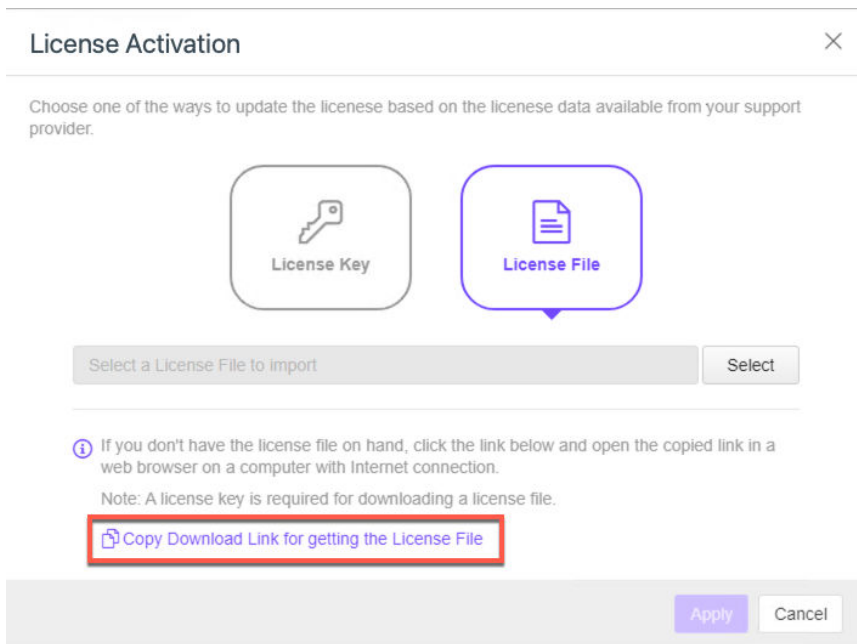 License Activation
Choose one of the ways to update the licenese based on the licenese data available from your support
provider.
License Key
License File
Select a License File to import
Select
If you don't have the license file on hand, click the link below and open the copied link in a
web browser on a computer with Internet connection.
Note: A license key is required for downloading a license file.
Copy Download Link for getting the License File
Apply
Cancel